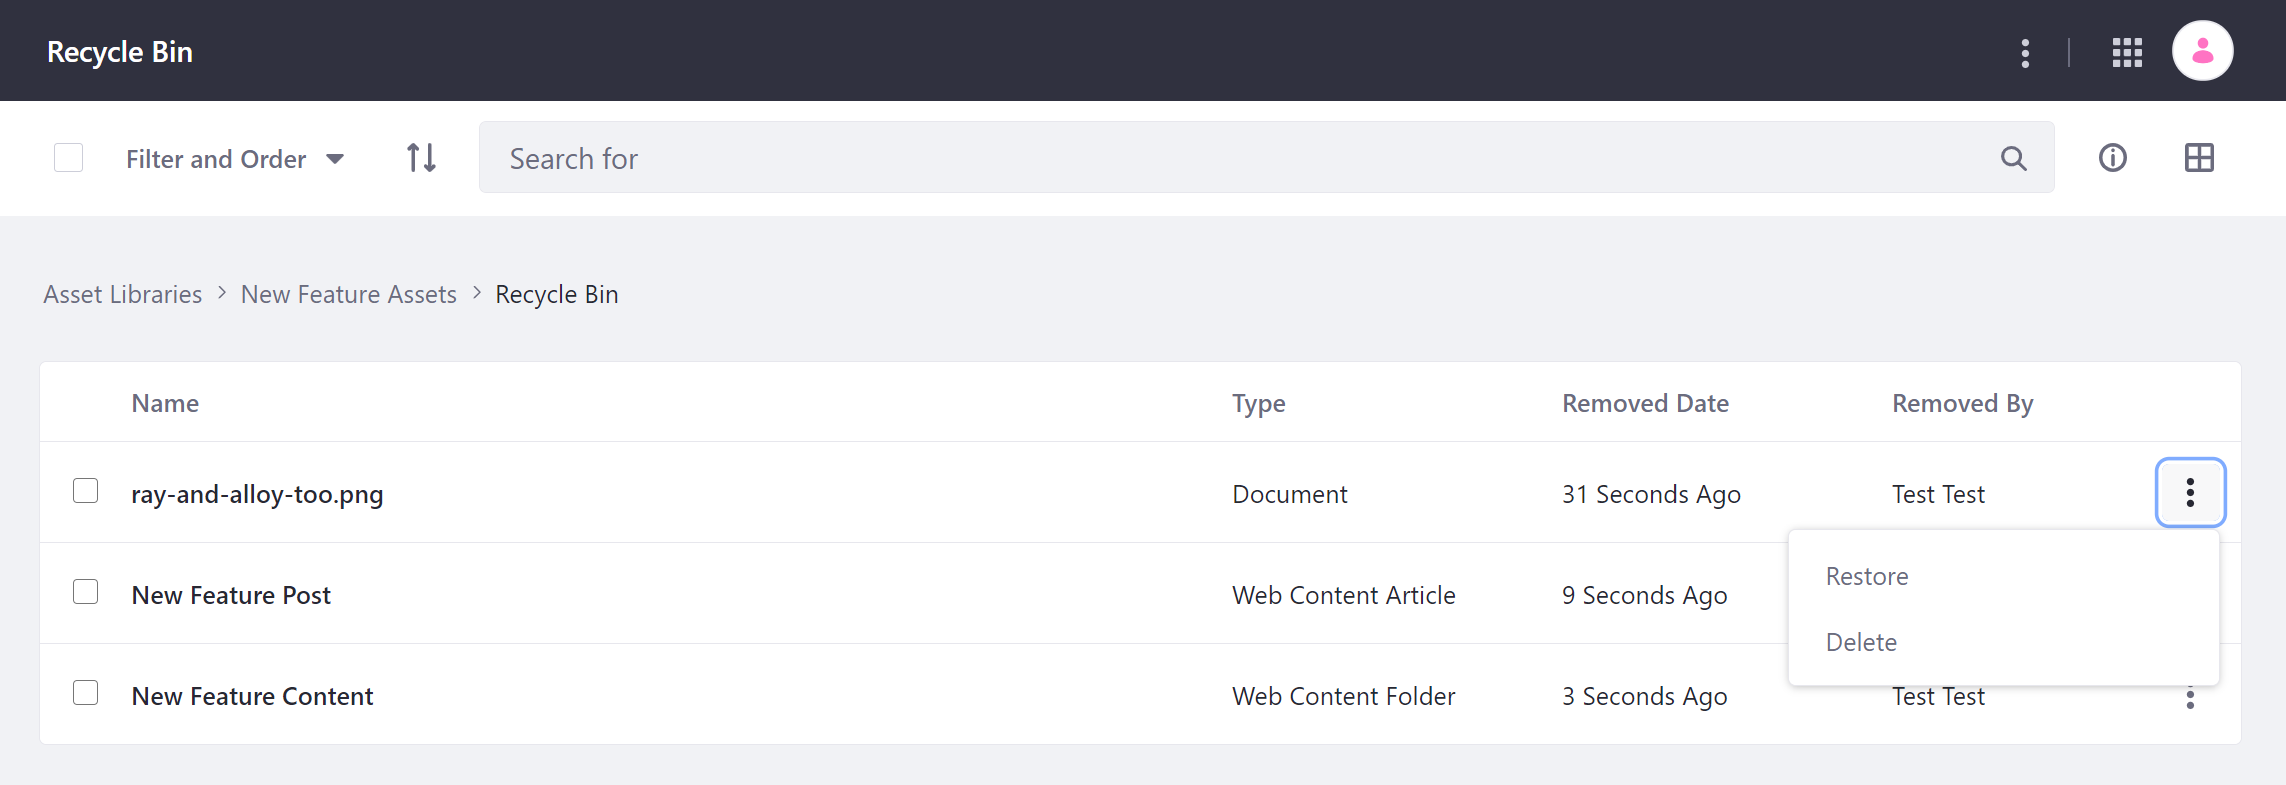 Recycle Bin
Filter and Order
Search for
Asset Libraries > New Feature Assets > Recycle Bin
Name Type Removed Date Removed By
ray-and-alloy-too.png Document 31 Seconds Ago Test Test
Restore
New Feature Post Web Content Article 9 Seconds Ago
Delete
New Feature Content Web Content Folder 3 Seconds Ago Test Test